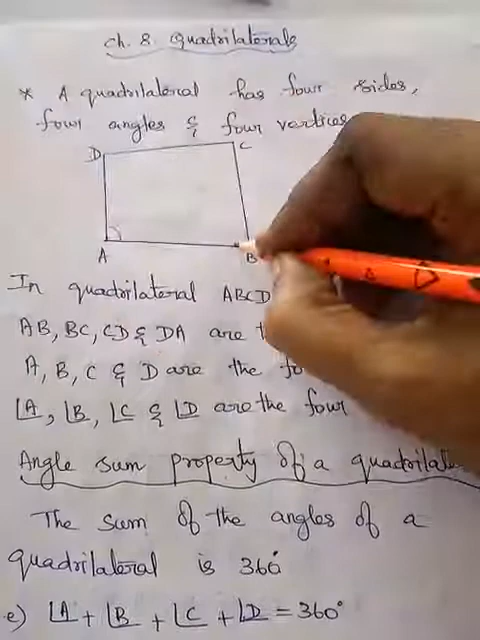 Ch. 8. Quadrilaterals
* A quadrilateral has four sides,
four angles & four vertices
D C
A B
In quadrilateral ABCD
AB, BC, CD & DA are
A, B, C & D are the
∠A, ∠B, ∠C & ∠D are the four
Angle sum property of a
The sum of the angles of a
quadrilateral is 360°
e) ∠A + ∠B + ∠C + ∠D = 360°